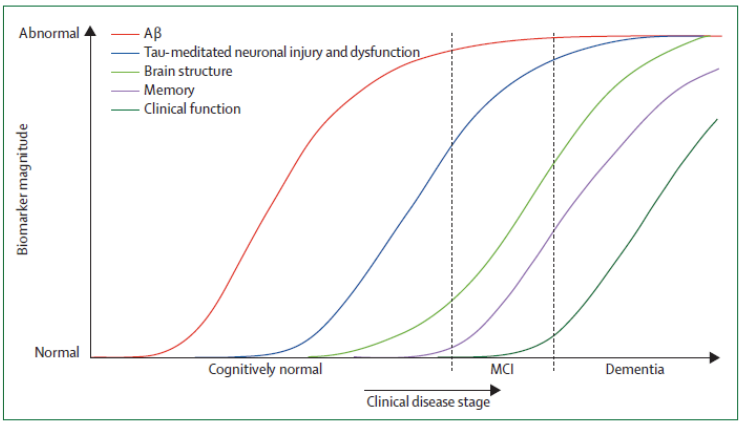 Abnormal
Aβ
Tau-meditated neuronal injury and dysfunction
Brain structure
Memory
Clinical function
Biomarker magnitude
Normal
Cognitively normal
MCI
Dementia
Clinical disease stage